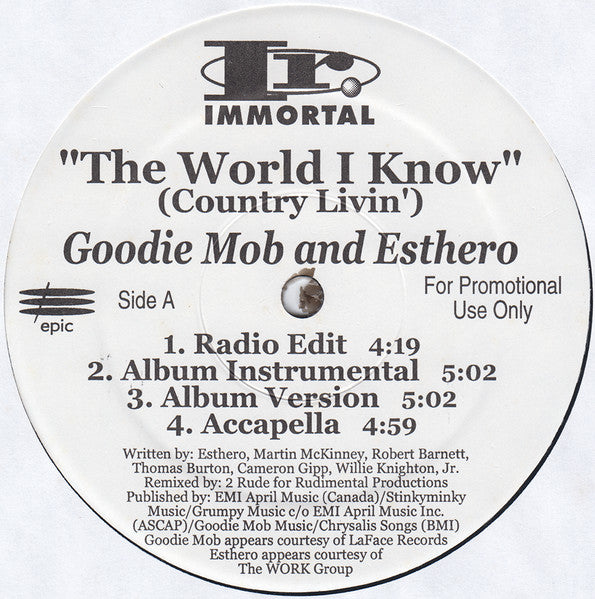 Ir.
IMMORTAL
"The World I Know"
(Country Livin')
Goodie Mob and Esthero
epic
Side A
For Promotional
Use Only
1. Radio Edit 4:19
2. Album Instrumental 5:02
3. Album Version 5:02
4. Accapella 4:59
Written by: Esthero, Martin McKinney, Robert Barnett,
Thomas Burton, Cameron Gipp, Willie Knighton, Jr.
Remixed by: 2 Rude for Rudimental Productions
Published by: EMI April Music (Canada)/Stinkyminky
Music/Grumpy Music c/o EMI April Music Inc.
(ASCAP)/Goodie Mob Music/Chrysalis Songs (BMI)
Goodie Mob appears courtesy of LaFace Records
Esthero appears courtesy of
The WORK Group